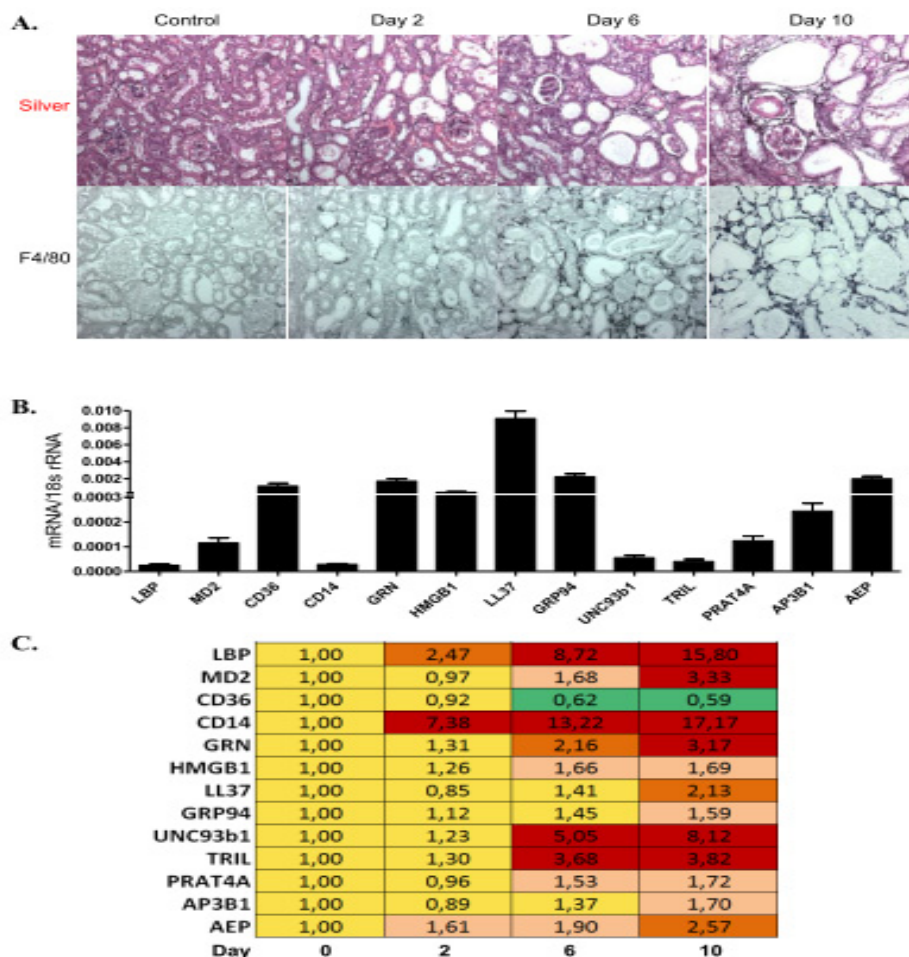 A.
Control Day 2 Day 6 Day 10
Silver
F4/80
B.
mRNA/18s rRNA
0.010
0.008
0.006
0.004
0.002
0.0003
0.0002
0.0001
0.0000
LBP MD2 CD36 CD14 GRN HMGB1 LL37 GRP94 UNC93b1 TRIL PRAT4A AP3B1 AEP
C.
LBP 1,00 2,47 8,72 15,80
MD2 1,00 0,97 1,68 3,33
CD36 1,00 0,92 0,62 0,59
CD14 1,00 7,38 13,22 17,17
GRN 1,00 1,31 2,16 3,17
HMGB1 1,00 1,26 1,66 1,69
LL37 1,00 0,85 1,41 2,13
GRP94 1,00 1,12 1,45 1,59
UNC93b1 1,00 1,23 5,05 8,12
TRIL 1,00 1,30 3,68 3,82
PRAT4A 1,00 0,96 1,53 1,72
AP3B1 1,00 0,89 1,37 1,70
AEP 1,00 1,61 1,90 2,57
Day 0 2 6 10